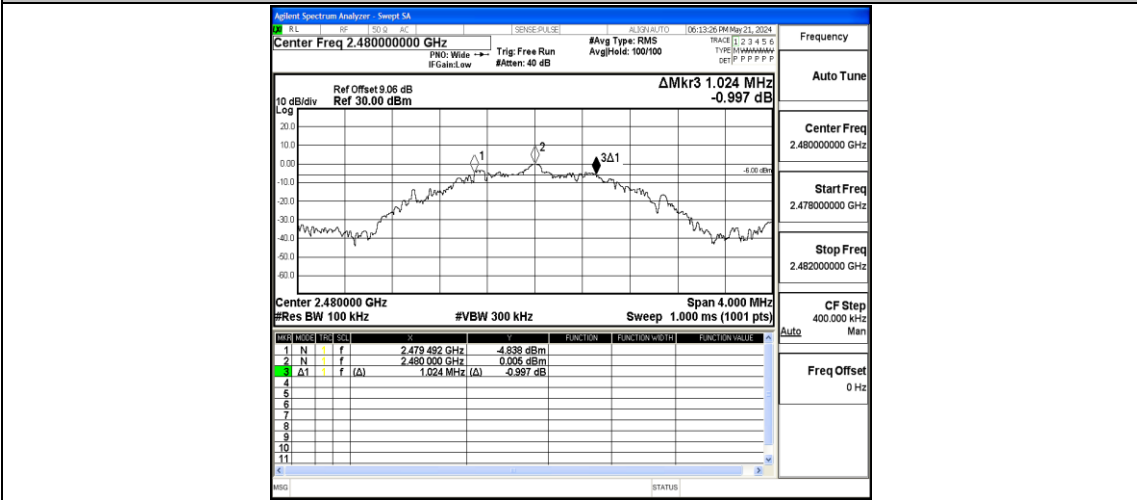 Agilent Spectrum Analyzer - Swept SA
RL RF 50 Ω AC SENSE:PULSE ALIGN AUTO 06:13:26 PM May 21, 2024
Center Freq 2.480000000 GHz
PNO: Wide
IFGain:Low
Trig: Free Run
#Atten: 40 dB
#Avg Type: RMS
Avg|Hold: 100/100
TRACE 1 2 3 4 5 6
TYPE M
DET P P P P P P
Ref Offset 9.06 dB
Ref 30.00 dBm
ΔMkr3 1.024 MHz
-0.997 dB
10 dB/div
Log
20.0
10.0
0.00
-10.0
-20.0
-30.0
-40.0
-50.0
-60.0
1
2
3Δ1
-6.00 dBm
Center 2.480000 GHz Span 4.000 MHz
#Res BW 100 kHz #VBW 300 kHz Sweep 1.000 ms (1001 pts)
MKR MODE TRC SCL X Y FUNCTION FUNCTION WIDTH FUNCTION VALUE
1 N 1 f 2.479 492 GHz -4.838 dBm
2 N 1 f 2.480 000 GHz 0.005 dBm
3 Δ1 1 f (Δ) 1.024 MHz (Δ) -0.997 dB
4
5
6
7
8
9
10
11
MSG STATUS
Frequency
Auto Tune
Center Freq
2.480000000 GHz
Start Freq
2.478000000 GHz
Stop Freq
2.482000000 GHz
CF Step
400.000 kHz
Auto Man
Freq Offset
0 Hz